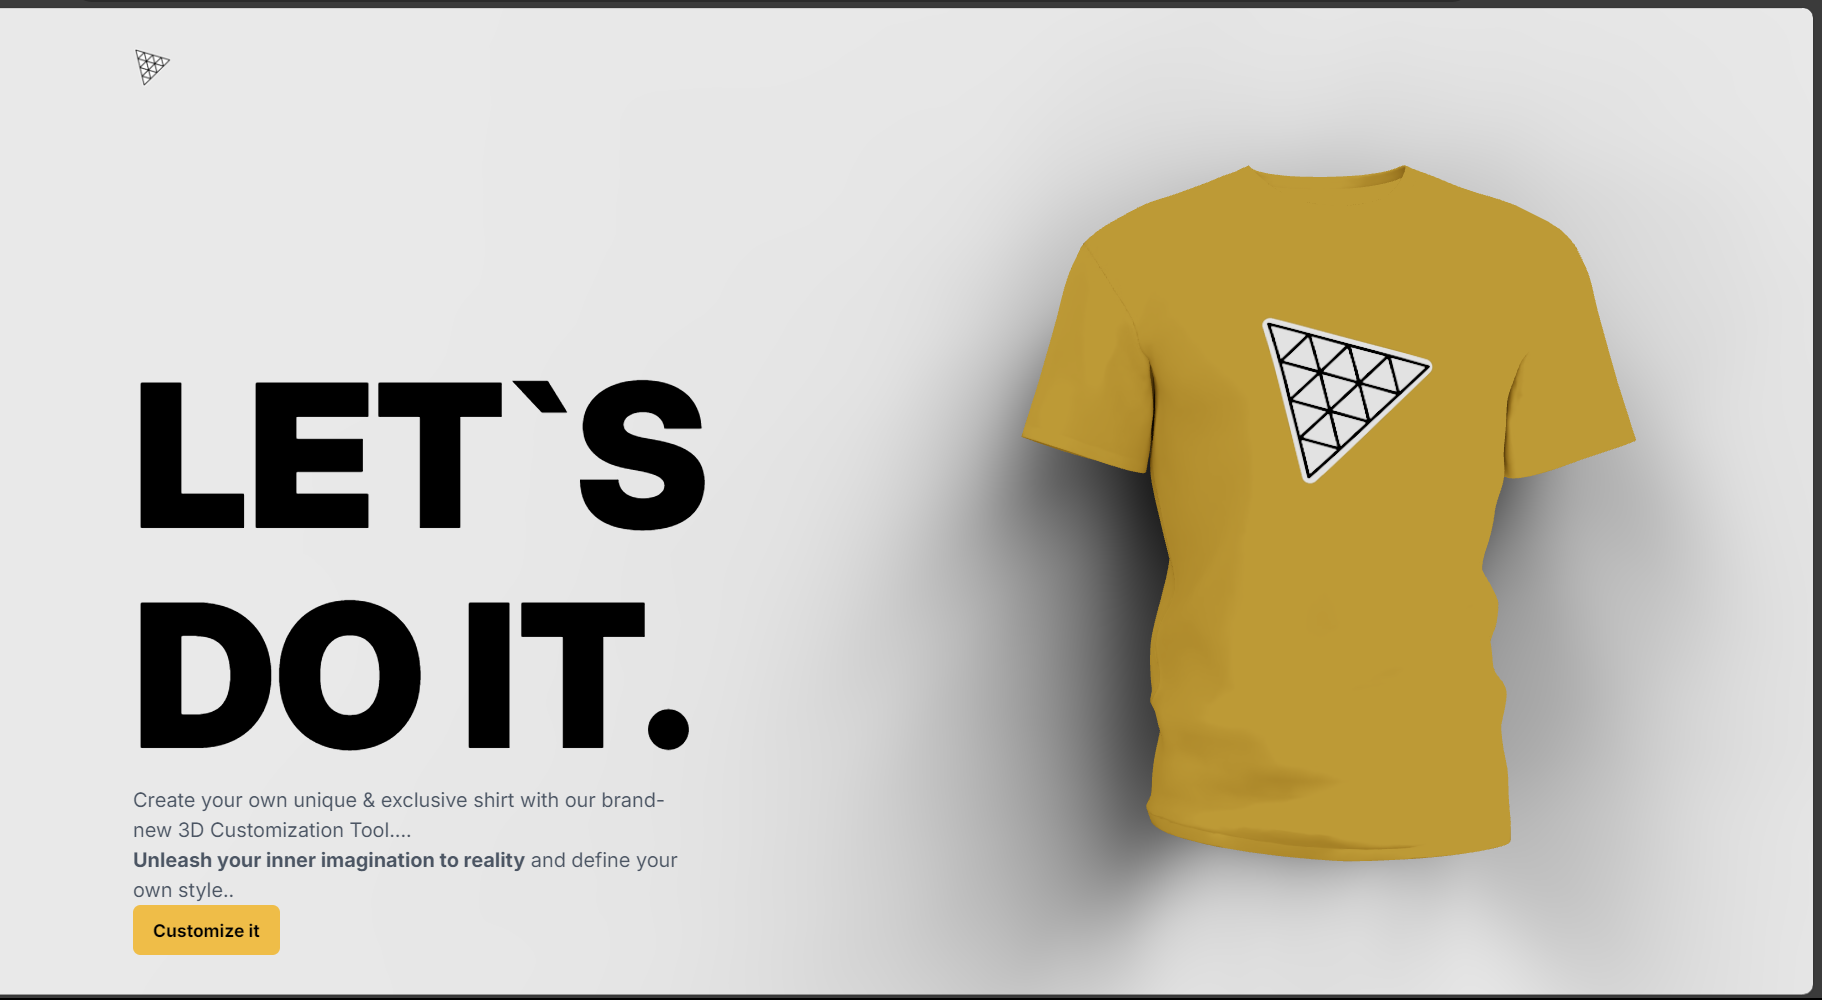 LET`S
DO IT.
Create your own unique & exclusive shirt with our brand-
new 3D Customization Tool....
Unleash your inner imagination to reality and define your
own style..
Customize it